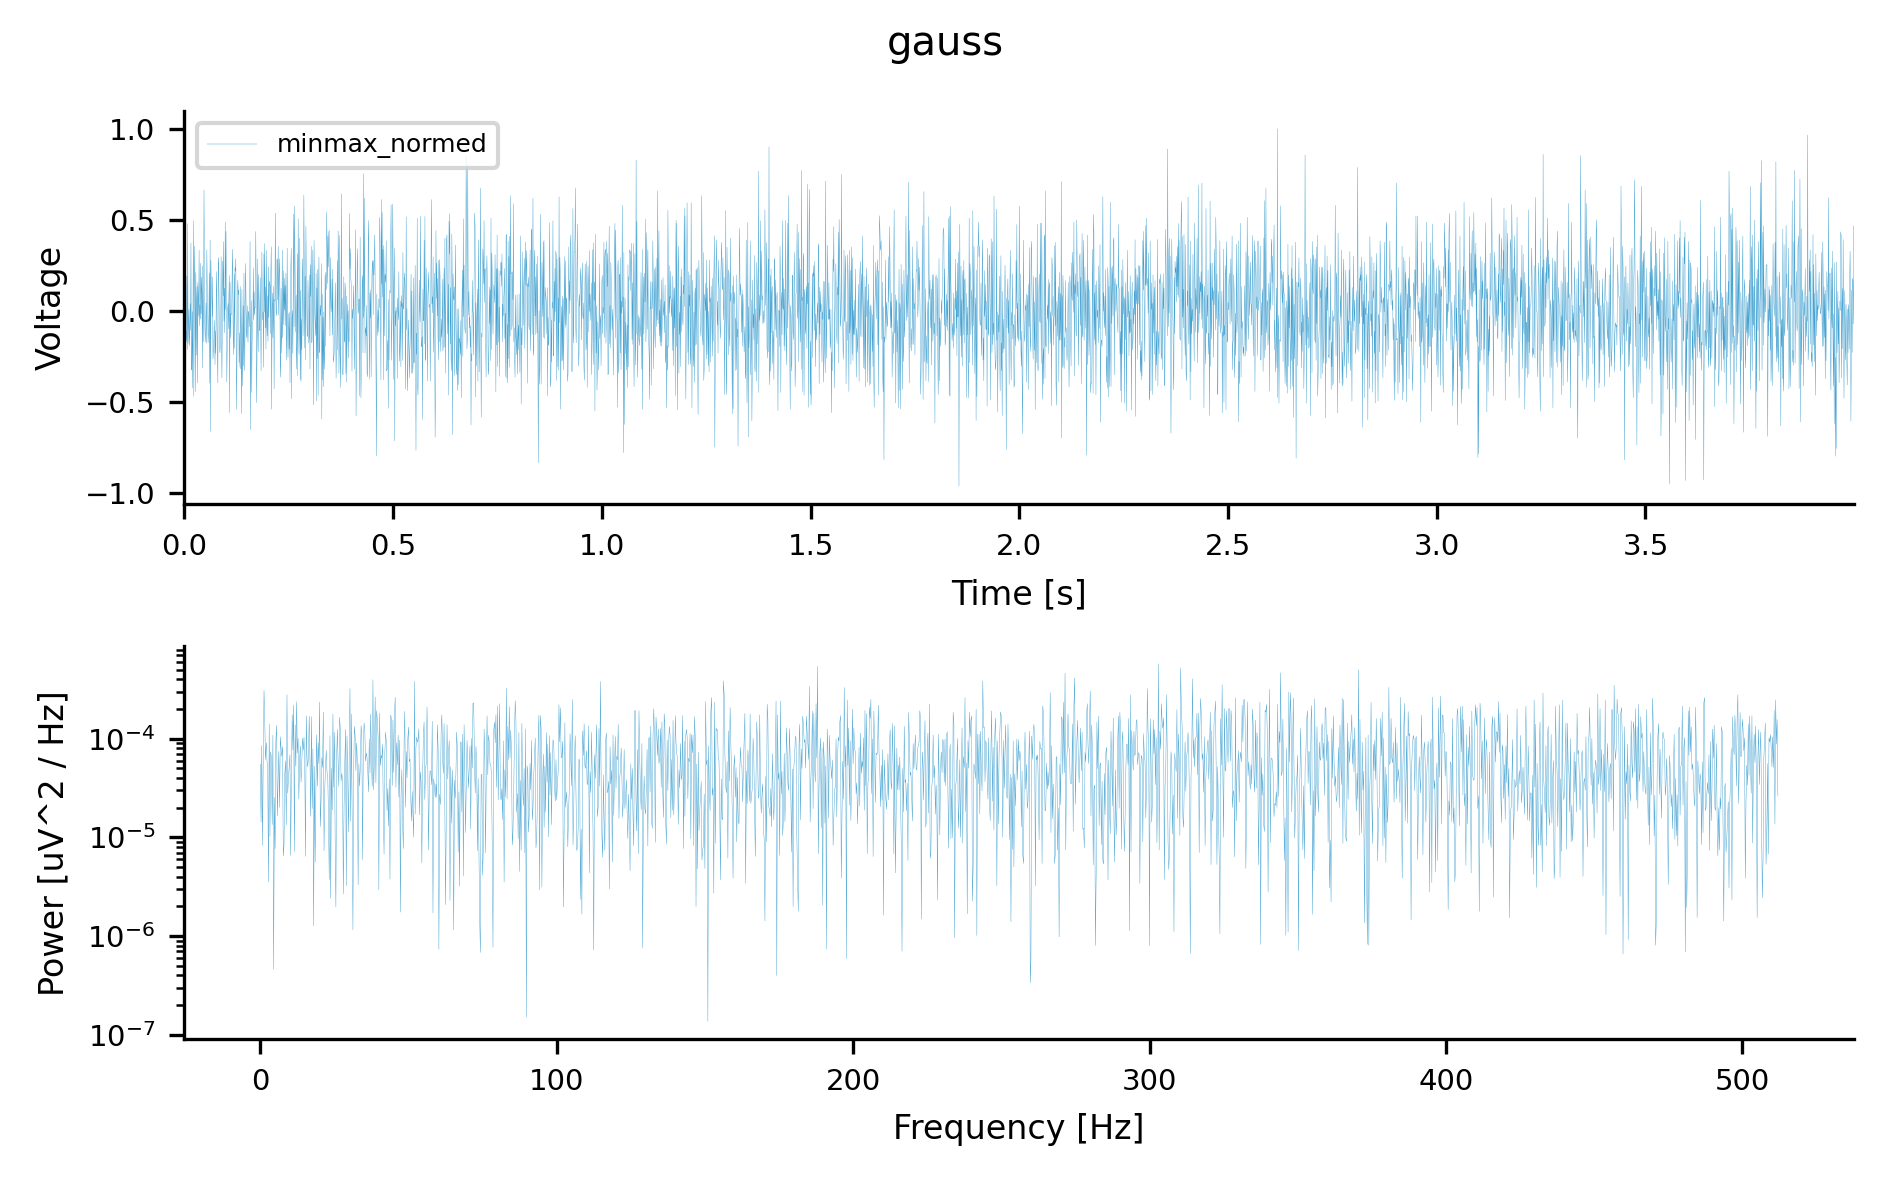 gauss
minmax_normed
1.0
0.5
0.0
−0.5
−1.0
Voltage
0.0 0.5 1.0 1.5 2.0 2.5 3.0 3.5
Time [s]
10⁻⁴
10⁻⁵
10⁻⁶
10⁻⁷
Power [uV^2 / Hz]
0 100 200 300 400 500
Frequency [Hz]